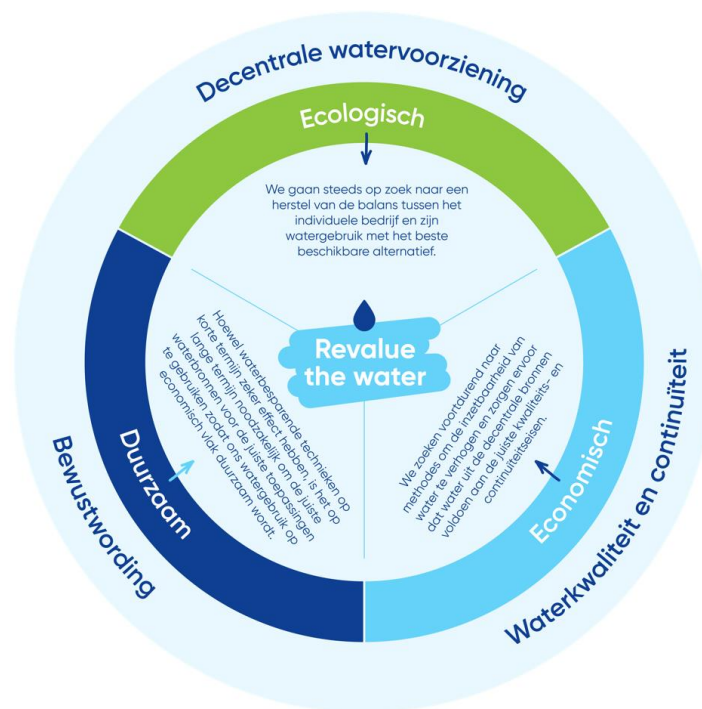 Decentrale watervoorziening
Ecologisch
We gaan steeds op zoek naar een
herstel van de balans tussen het
individuele bedrijf en zijn
watergebruik met het beste
beschikbare alternatief.
Revalue
the water
Hoewel waterbesparende technieken op
korte termijn zeker effect hebben, is het op
lange termijn noodzakelijk om de juiste
waterbronnen voor de juiste toepassingen
te gebruiken zodat ons watergebruik op
economisch vlak duurzaam wordt.
Duurzaam
Bewustwording
We zoeken voortdurend naar
methodes om de inzetbaarheid van
water te verhogen en zorgen ervoor
dat water uit de decentrale bronnen
voldoen aan de juiste kwaliteits- en
continuïteitseisen.
Economisch
Waterkwaliteit en continuïteit